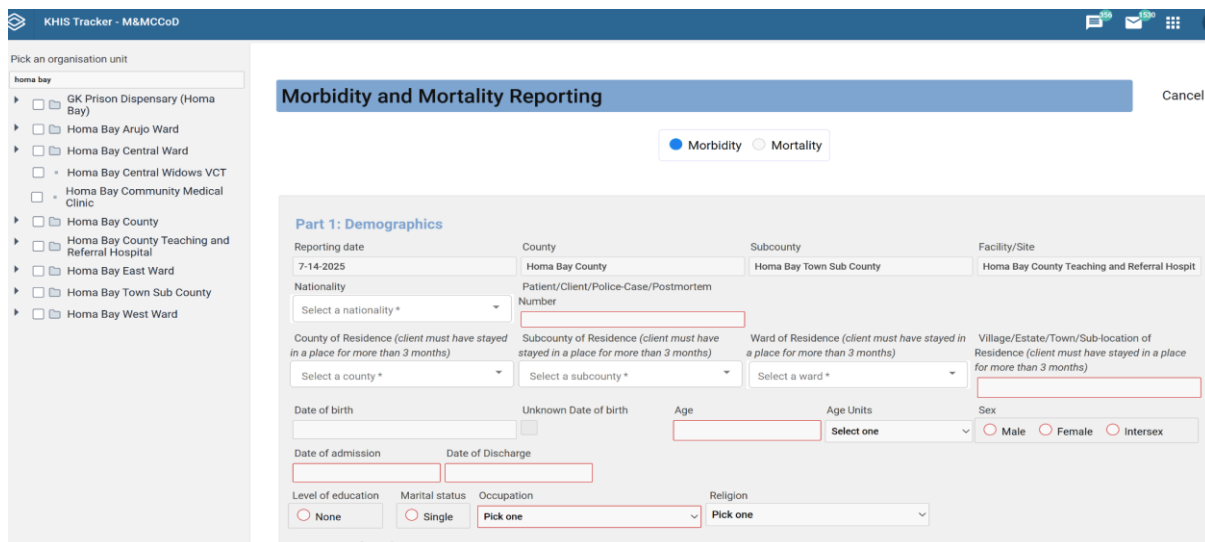 KHIS Tracker - M&MCCoD
356
1530
Pick an organisation unit
homa bay
GK Prison Dispensary (Homa
Bay)
Homa Bay Arujo Ward
Homa Bay Central Ward
Homa Bay Central Widows VCT
Homa Bay Community Medical
Clinic
Homa Bay County
Homa Bay County Teaching and
Referral Hospital
Homa Bay East Ward
Homa Bay Town Sub County
Homa Bay West Ward
Morbidity and Mortality Reporting
Cancel
Morbidity
Mortality
Part 1: Demographics
Reporting date
County
Subcounty
Facility/Site
7-14-2025
Homa Bay County
Homa Bay Town Sub County
Homa Bay County Teaching and Referral Hospit
Nationality
Patient/Client/Police-Case/Postmortem
Number
Select a nationality *
County of Residence (client must have stayed
in a place for more than 3 months)
Subcounty of Residence (client must have
stayed in a place for more than 3 months)
Ward of Residence (client must have stayed in
a place for more than 3 months)
Village/Estate/Town/Sub-location of
Residence (client must have stayed in a place
for more than 3 months)
Select a county *
Select a subcounty *
Select a ward *
Date of birth
Unknown Date of birth
Age
Age Units
Sex
Select one
Male
Female
Intersex
Date of admission
Date of Discharge
Level of education
Marital status
Occupation
Religion
None
Single
Pick one
Pick one